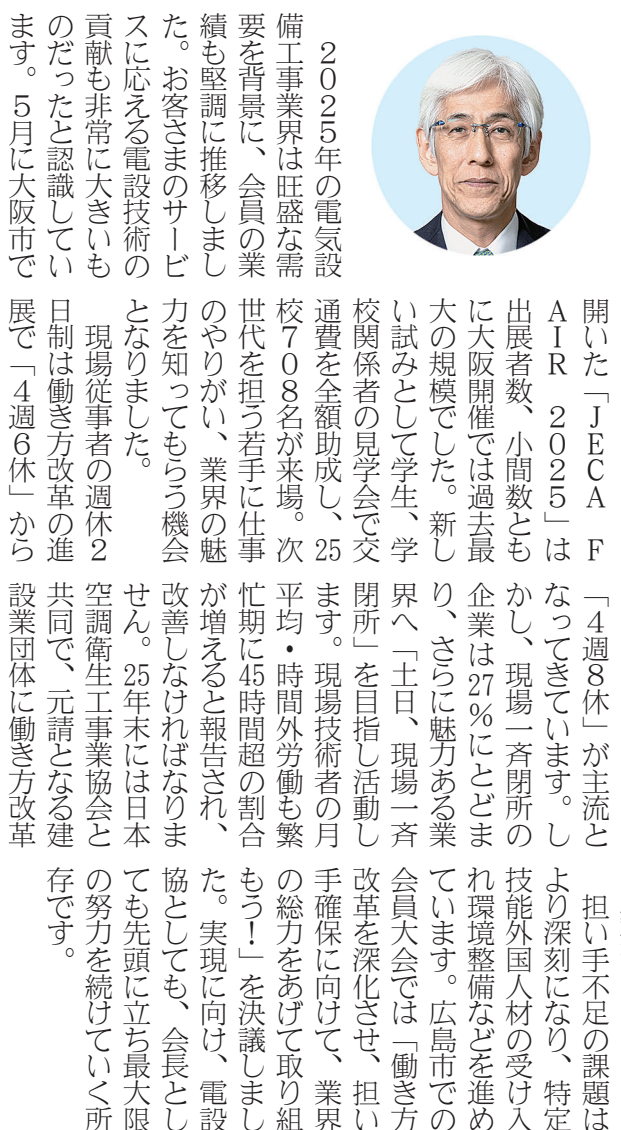 ２０２５年の電気設
備工事業界は旺盛な需
要を背景に、会員の業
績も堅調に推移しまし
た。お客さまのサービ
スに応える電設技術の
貢献も非常に大きいも
のだったと認識してい
ます。５月に大阪市で
開いた「ＪＥＣＡ　Ｆ
ＡＩＲ　２０２５」は
出展者数、小間数とも
に大阪開催では過去最
大の規模でした。新し
い試みとして学生、学
校関係者の見学会で交
通費を全額助成し、25
校７０８名が来場。次
世代を担う若手に仕事
のやりがい、業界の魅
力を知ってもらう機会
となりました。
現場従事者の週休２
日制は働き方改革の進
展で「４週６休」から
「４週８休」が主流と
なってきています。し
かし、現場一斉閉所の
企業は27％にとどま
り、さらに魅力ある業
界へ「土日、現場一斉
閉所」を目指し活動し
ます。現場技術者の月
平均・時間外労働も繁
忙期に45時間超の割合
が増えると報告され、
改善しなければなりま
せん。25年末には日本
空調衛生工事業協会と
共同で、元請となる建
設業団体に働き方改革
担い手不足の課題は
より深刻になり、特定
技能外国人材の受け入
れ環境整備などを進め
ています。広島市での
会員大会では「働き方
改革を深化させ、担い
手確保に向けて、業界
の総力をあげて取り組
もう！」を決議しまし
た。実現に向け、電設
協としても、会長とし
ても先頭に立ち最大限
の努力を続けていく所
存です。